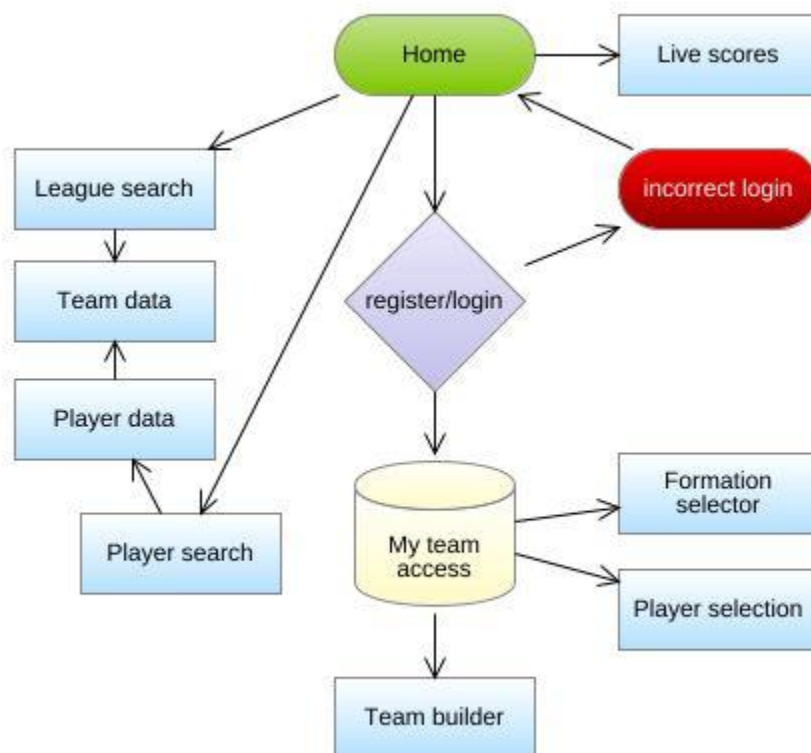 Home
Live scores
League search
incorrect login
Team data
register/login
Player data
Formation
selector
Player search
My team
access
Player selection
Team builder